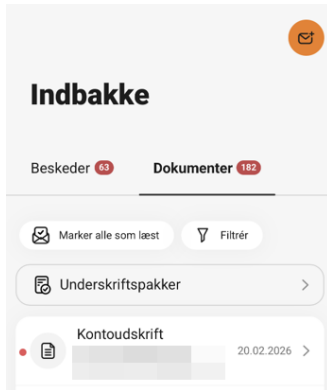 Indbakke
Beskeder 63 Dokumenter 182
Marker alle som læst Filtrér
Underskriftspakker
Kontoudskrift
20.02.2026